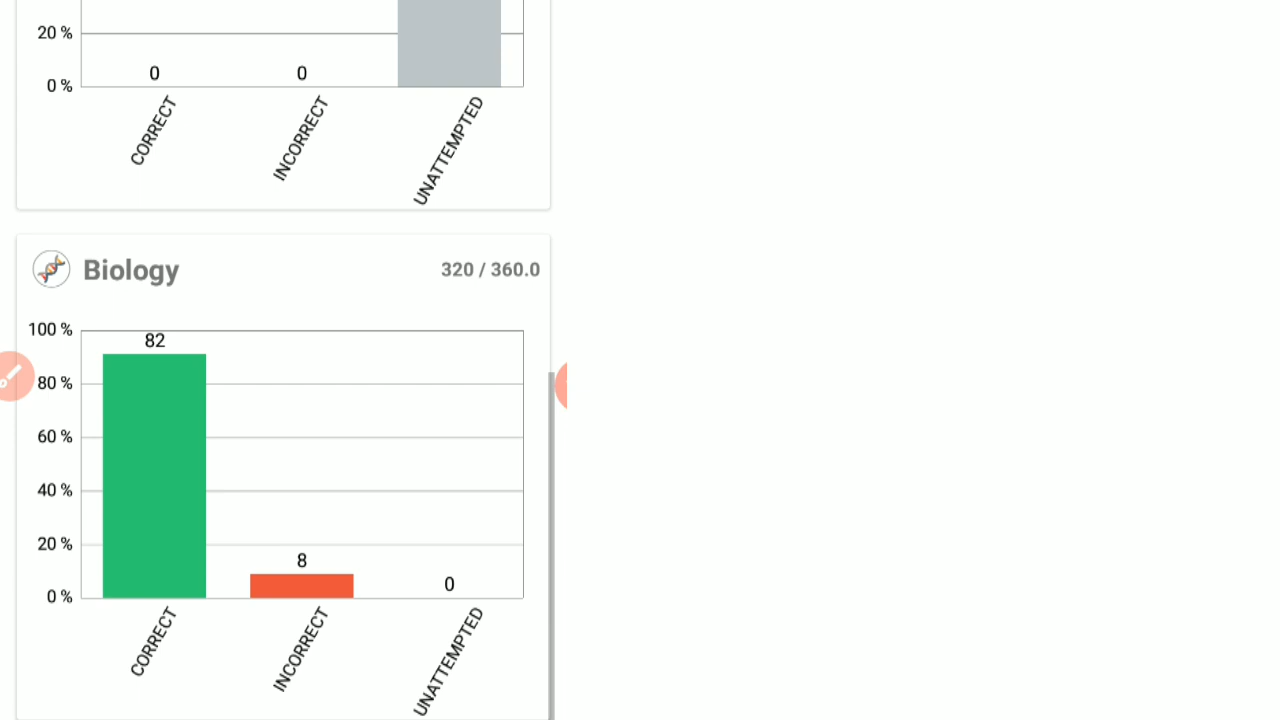 20 %
0 %
0
0
CORRECT
INCORRECT
UNATTEMPTED
Biology
320 / 360.0
100 %
80 %
60 %
40 %
20 %
0 %
82
8
0
CORRECT
INCORRECT
UNATTEMPTED